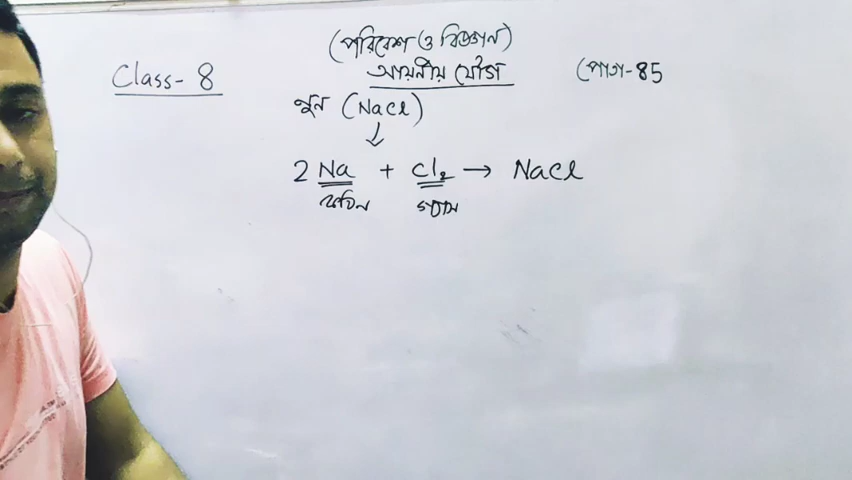 (পরিবেশ ও বিজ্ঞান)
Class- 8
আয়নীয় যৌগ
(পাতা-85
নুন (NaCl)
↓
2 Na + Cl₂ → NaCl
কঠিন গ্যাস